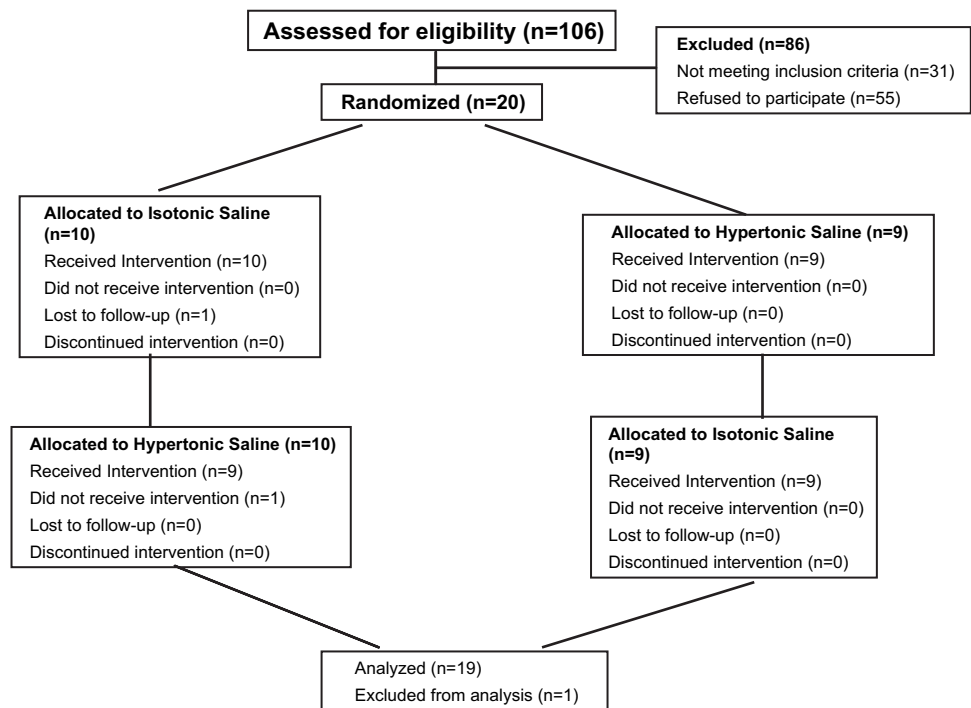 Assessed for eligibility (n=106)
Excluded (n=86)
Not meeting inclusion criteria (n=31)
Refused to participate (n=55)
Randomized (n=20)
Allocated to Isotonic Saline
(n=10)
Received Intervention (n=10)
Did not receive intervention (n=0)
Lost to follow-up (n=1)
Discontinued intervention (n=0)
Allocated to Hypertonic Saline (n=9)
Received Intervention (n=9)
Did not receive intervention (n=0)
Lost to follow-up (n=0)
Discontinued intervention (n=0)
Allocated to Hypertonic Saline (n=10)
Received Intervention (n=9)
Did not receive intervention (n=1)
Lost to follow-up (n=0)
Discontinued intervention (n=0)
Allocated to Isotonic Saline
(n=9)
Received Intervention (n=9)
Did not receive intervention (n=0)
Lost to follow-up (n=0)
Discontinued intervention (n=0)
Analyzed (n=19)
Excluded from analysis (n=1)